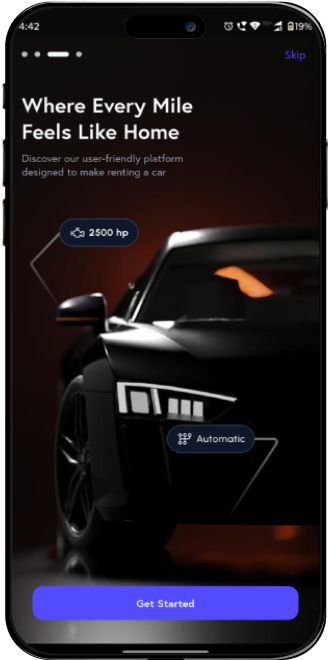 4:42
19%
Skip
Where Every Mile
Feels Like Home
Discover our user-friendly platform
designed to make renting a car
2500 hp
Automatic
Get Started